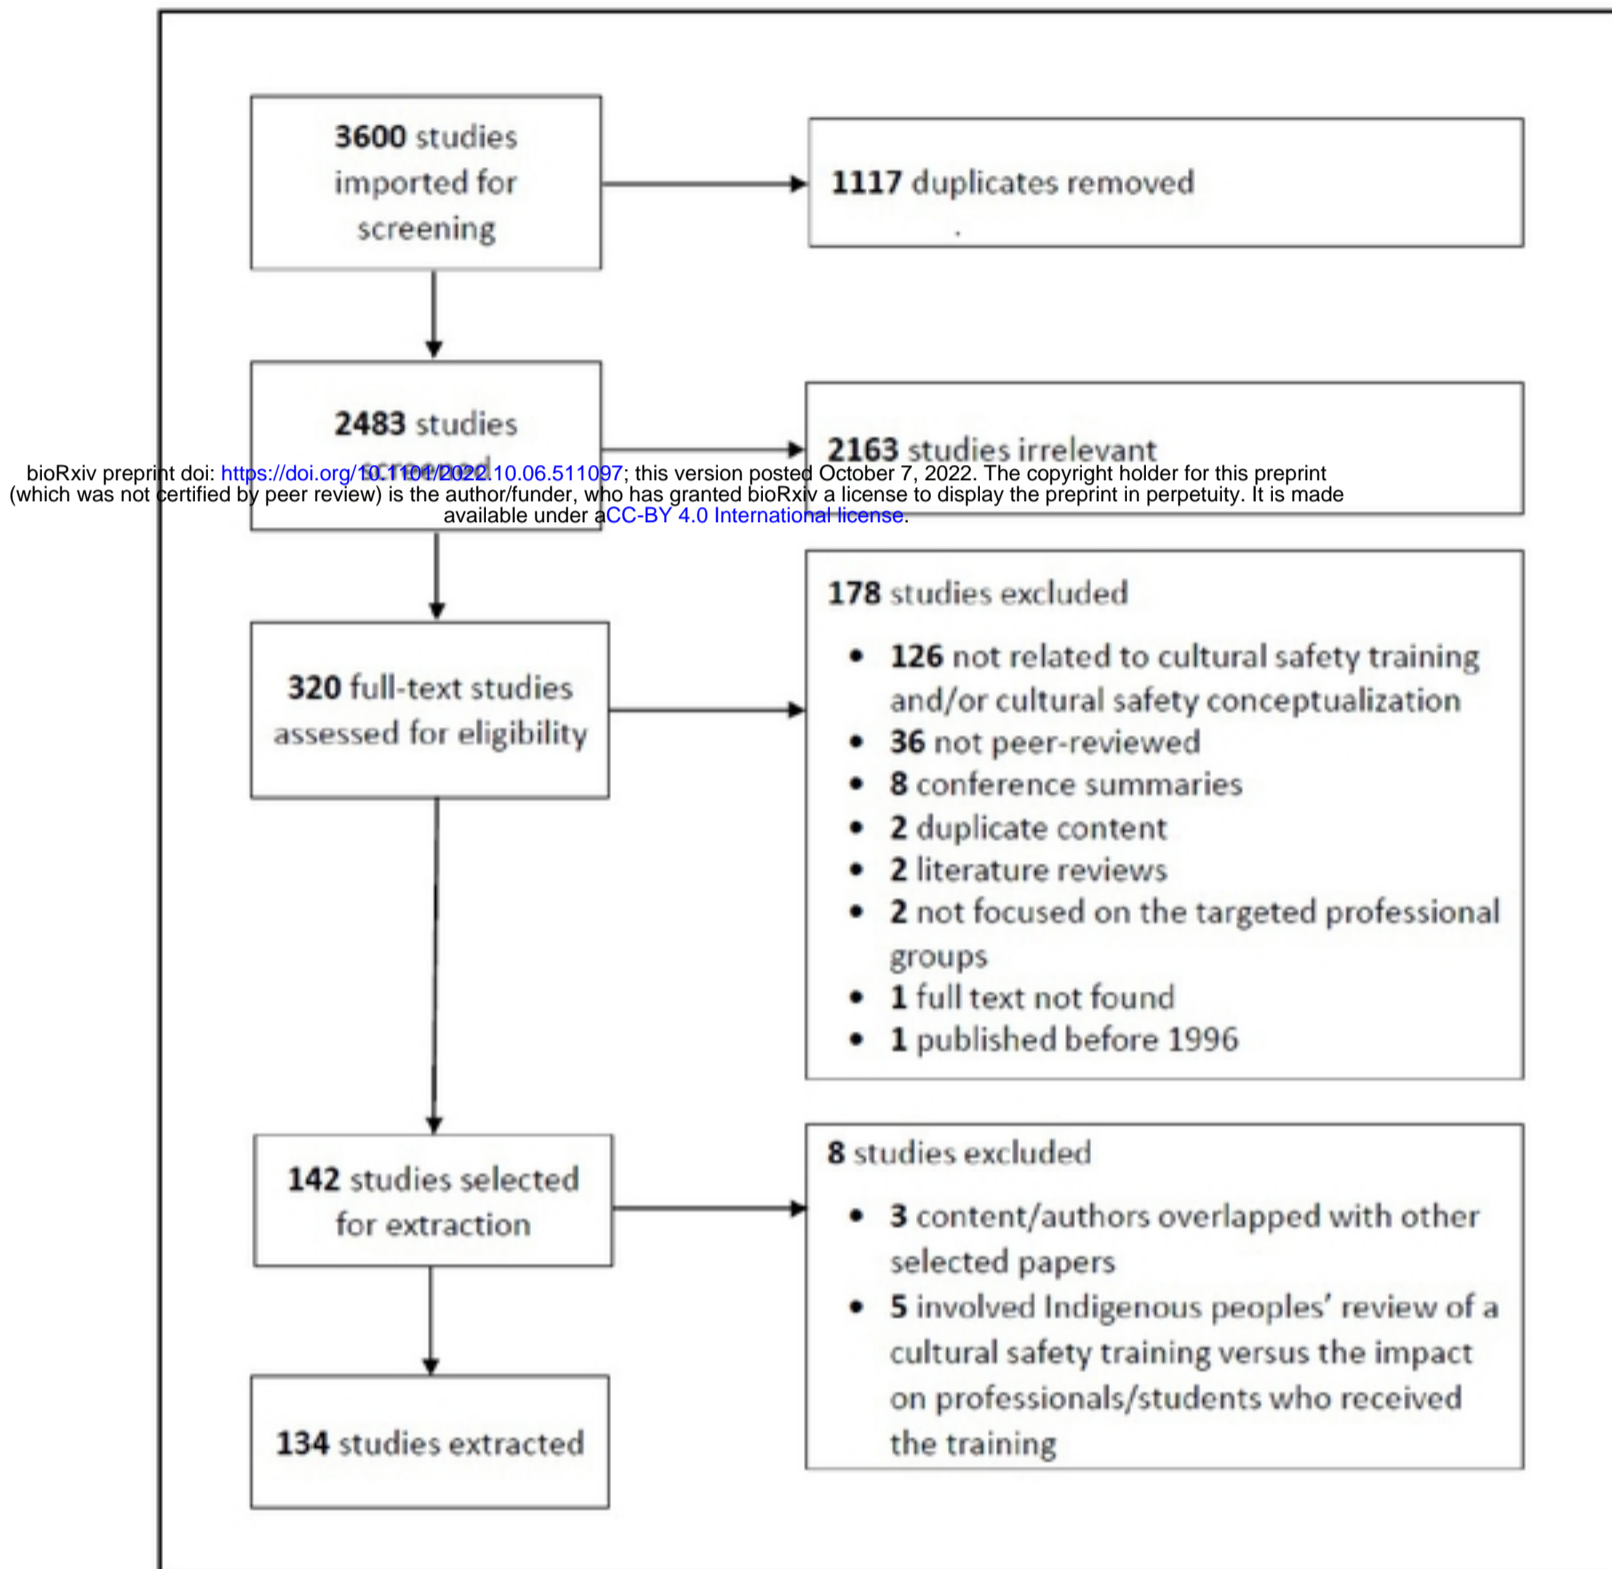 3600 studies
imported for
screening
1117 duplicates removed
.
2483 studies
screened
2163 studies irrelevant
bioRxiv preprint doi: https://doi.org/10.1101/2022.10.06.511097; this version posted October 7, 2022. The copyright holder for this preprint
(which was not certified by peer review) is the author/funder, who has granted bioRxiv a license to display the preprint in perpetuity. It is made
available under aCC-BY 4.0 International license.
320 full-text studies
assessed for eligibility
178 studies excluded
• 126 not related to cultural safety training
and/or cultural safety conceptualization
• 36 not peer-reviewed
• 8 conference summaries
• 2 duplicate content
• 2 literature reviews
• 2 not focused on the targeted professional
groups
• 1 full text not found
• 1 published before 1996
142 studies selected
for extraction
8 studies excluded
• 3 content/authors overlapped with other
selected papers
• 5 involved Indigenous peoples’ review of a
cultural safety training versus the impact
on professionals/students who received
the training
134 studies extracted